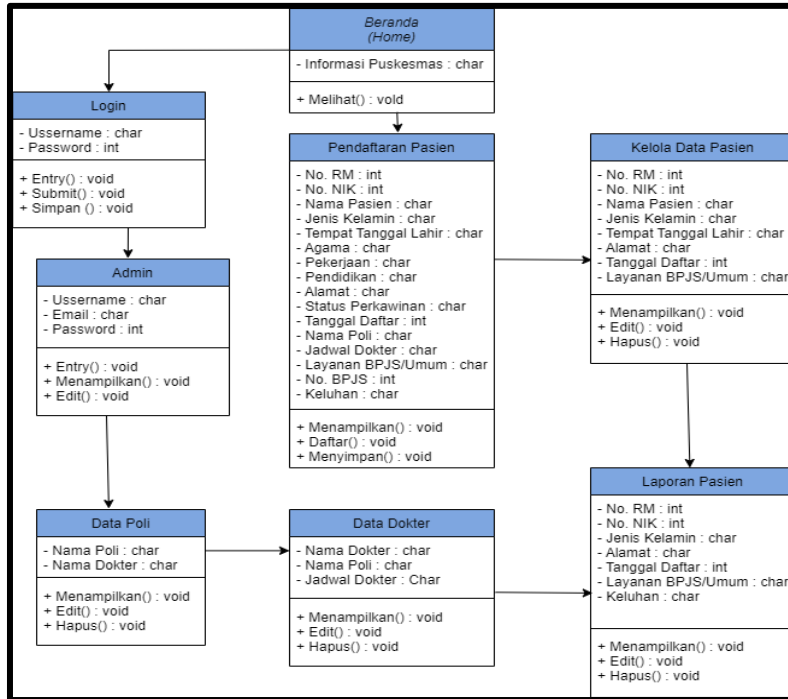 Beranda
(Home)
- Informasi Puskesmas : char
+ Melihat() : vold
Login
- Ussername : char
- Password : int
+ Entry() : void
+ Submit() : void
+ Simpan () : void
Pendaftaran Pasien
- No. RM : int
- No. NIK : int
- Nama Pasien : char
- Jenis Kelamin : char
- Tempat Tanggal Lahir : char
- Agama : char
- Pekerjaan : char
- Pendidikan : char
- Alamat : char
- Status Perkawinan : char
- Tanggal Daftar : int
- Nama Poli : char
- Jadwal Dokter : char
- Layanan BPJS/Umum : char
- No. BPJS : int
- Keluhan : char
+ Menampilkan() : void
+ Daftar() : void
+ Menyimpan() : void
Kelola Data Pasien
- No. RM : int
- No. NIK : int
- Nama Pasien : char
- Jenis Kelamin : char
- Tempat Tanggal Lahir : char
- Alamat : char
- Tanggal Daftar : int
- Layanan BPJS/Umum : char
+ Menampilkan() : void
+ Edit() : void
+ Hapus() : void
Admin
- Ussername : char
- Email : char
- Password : int
+ Entry() : void
+ Menampilkan() : void
+ Edit() : void
Data Poli
- Nama Poli : char
- Nama Dokter : char
+ Menampilkan() : void
+ Edit() : void
+ Hapus() : void
Data Dokter
- Nama Dokter : char
- Nama Poli : char
- Jadwal Dokter : Char
+ Menampilkan() : void
+ Edit() : void
+ Hapus() : void
Laporan Pasien
- No. RM : int
- No. NIK : int
- Jenis Kelamin : char
- Alamat : char
- Tanggal Daftar : int
- Layanan BPJS/Umum : char
- Keluhan : char
+ Menampilkan() : void
+ Edit() : void
+ Hapus() : void